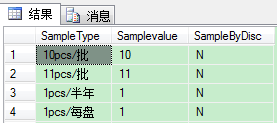 结果 消息
SampleType Samplevalue SampleByDisc
1 10pcs/批 10 N
2 11pcs/批 11 N
3 1pcs/半年 1 N
4 1pcs/每盘 1 N